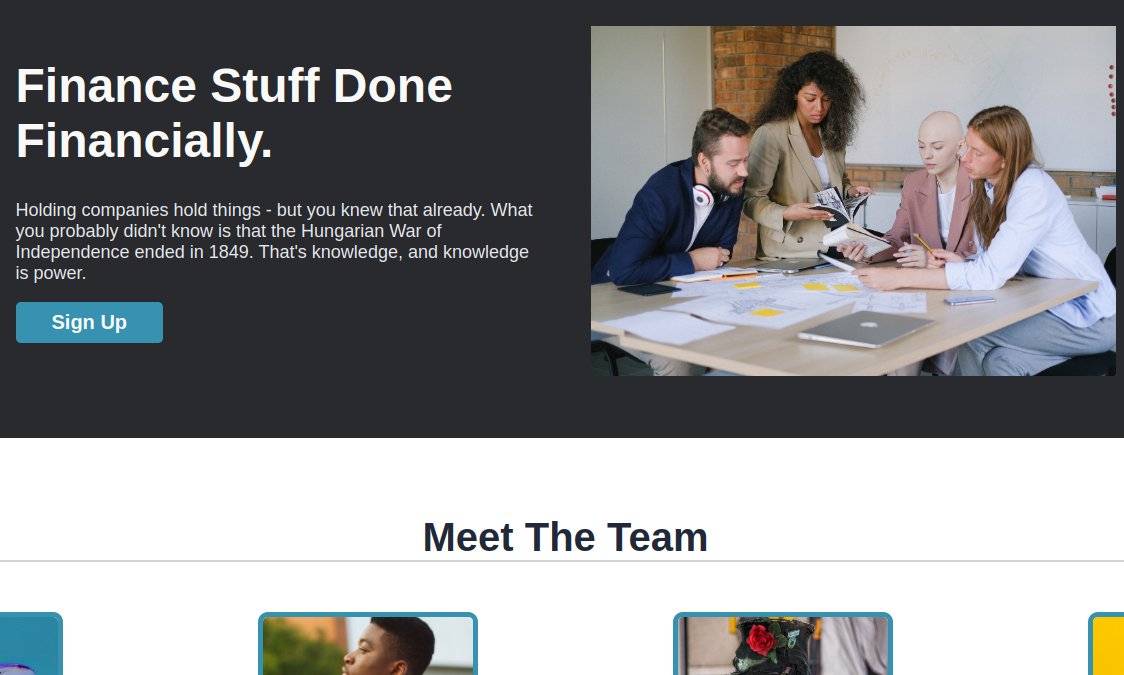 Finance Stuff Done
Financially.
Holding companies hold things - but you knew that already. What
you probably didn't know is that the Hungarian War of
Independence ended in 1849. That's knowledge, and knowledge
is power.
Sign Up
Meet The Team